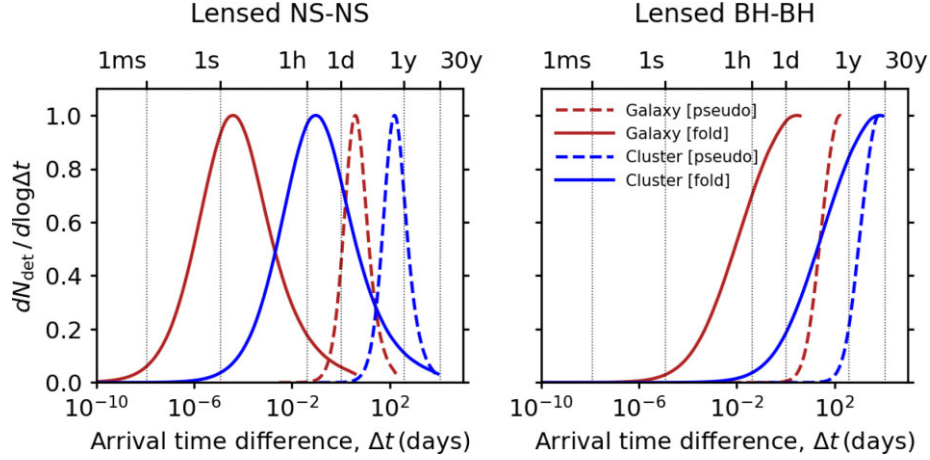 Lensed NS-NS
Lensed BH-BH
1ms 1s 1h 1d 1y 30y
1ms 1s 1h 1d 1y 30y
dN_det / dlogΔt
1.0
0.8
0.6
0.4
0.2
0.0
Galaxy [pseudo]
Galaxy [fold]
Cluster [pseudo]
Cluster [fold]
10^-10 10^-6 10^-2 10^2
10^-10 10^-6 10^-2 10^2
Arrival time difference, Δt (days)
Arrival time difference, Δt (days)